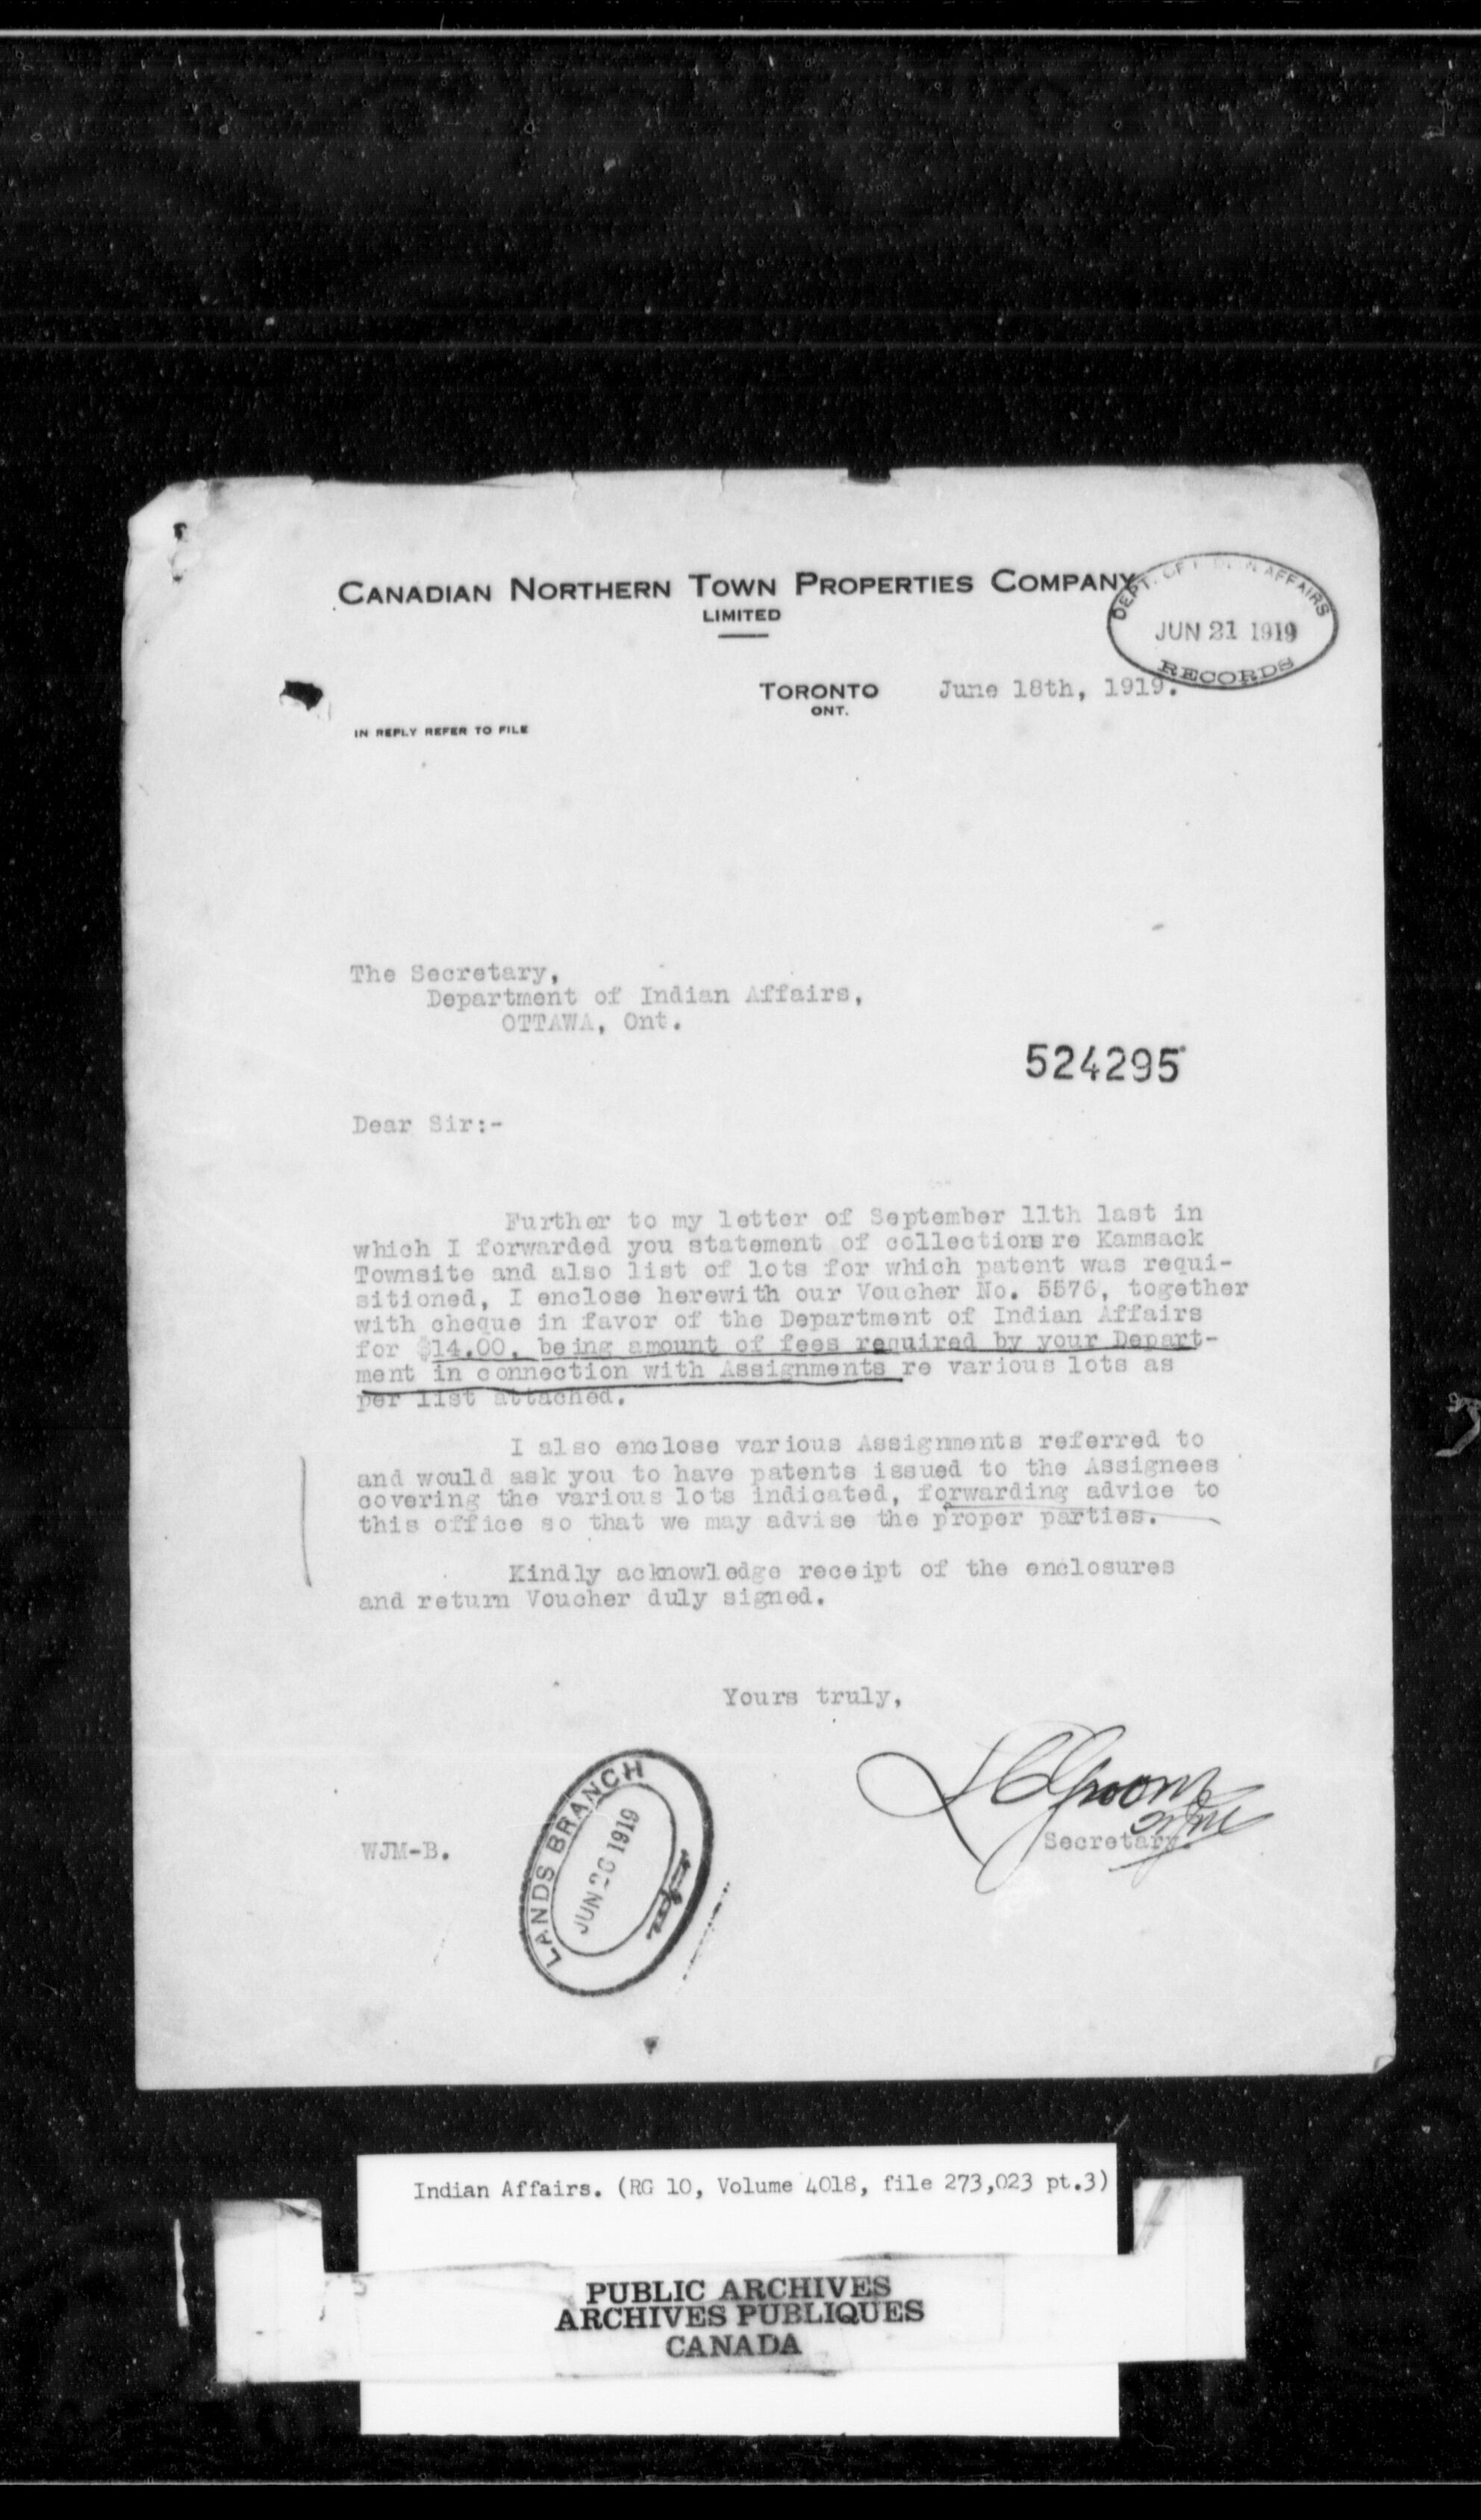 CANADIAN NORTHERN TOWN PROPERTIES COMPANY
LIMITED
DEPT. OF INDIAN AFFAIRS
JUN 21 1919
RECORDS
TORONTO June 18th, 1919.
ONT.
IN REPLY REFER TO FILE
The Secretary,
Department of Indian Affairs,
OTTAWA, Ont.
524295
Dear Sir:-
Further to my letter of September 11th last in
which I forwarded you statement of collections re Kamsack
Townsite and also list of lots for which patent was requi-
sitioned, I enclose herewith our Voucher No. 5576, together
with cheque in favor of the Department of Indian Affairs
for $14.00, being amount of fees required by your Depart-
ment in connection with Assignments re various lots as
per list attached.
I also enclose various Assignments referred to
and would ask you to have patents issued to the Assignees
covering the various lots indicated, forwarding advice to
this office so that we may advise the proper parties.
Kindly acknowledge receipt of the enclosures
and return Voucher duly signed.
Yours truly,
Secretary.
WJM-B.
LANDS BRANCH
JUN 1919
Indian Affairs. (RG 10, Volume 4018, file 273,023 pt.3)
PUBLIC ARCHIVES
ARCHIVES PUBLIQUES
CANADA